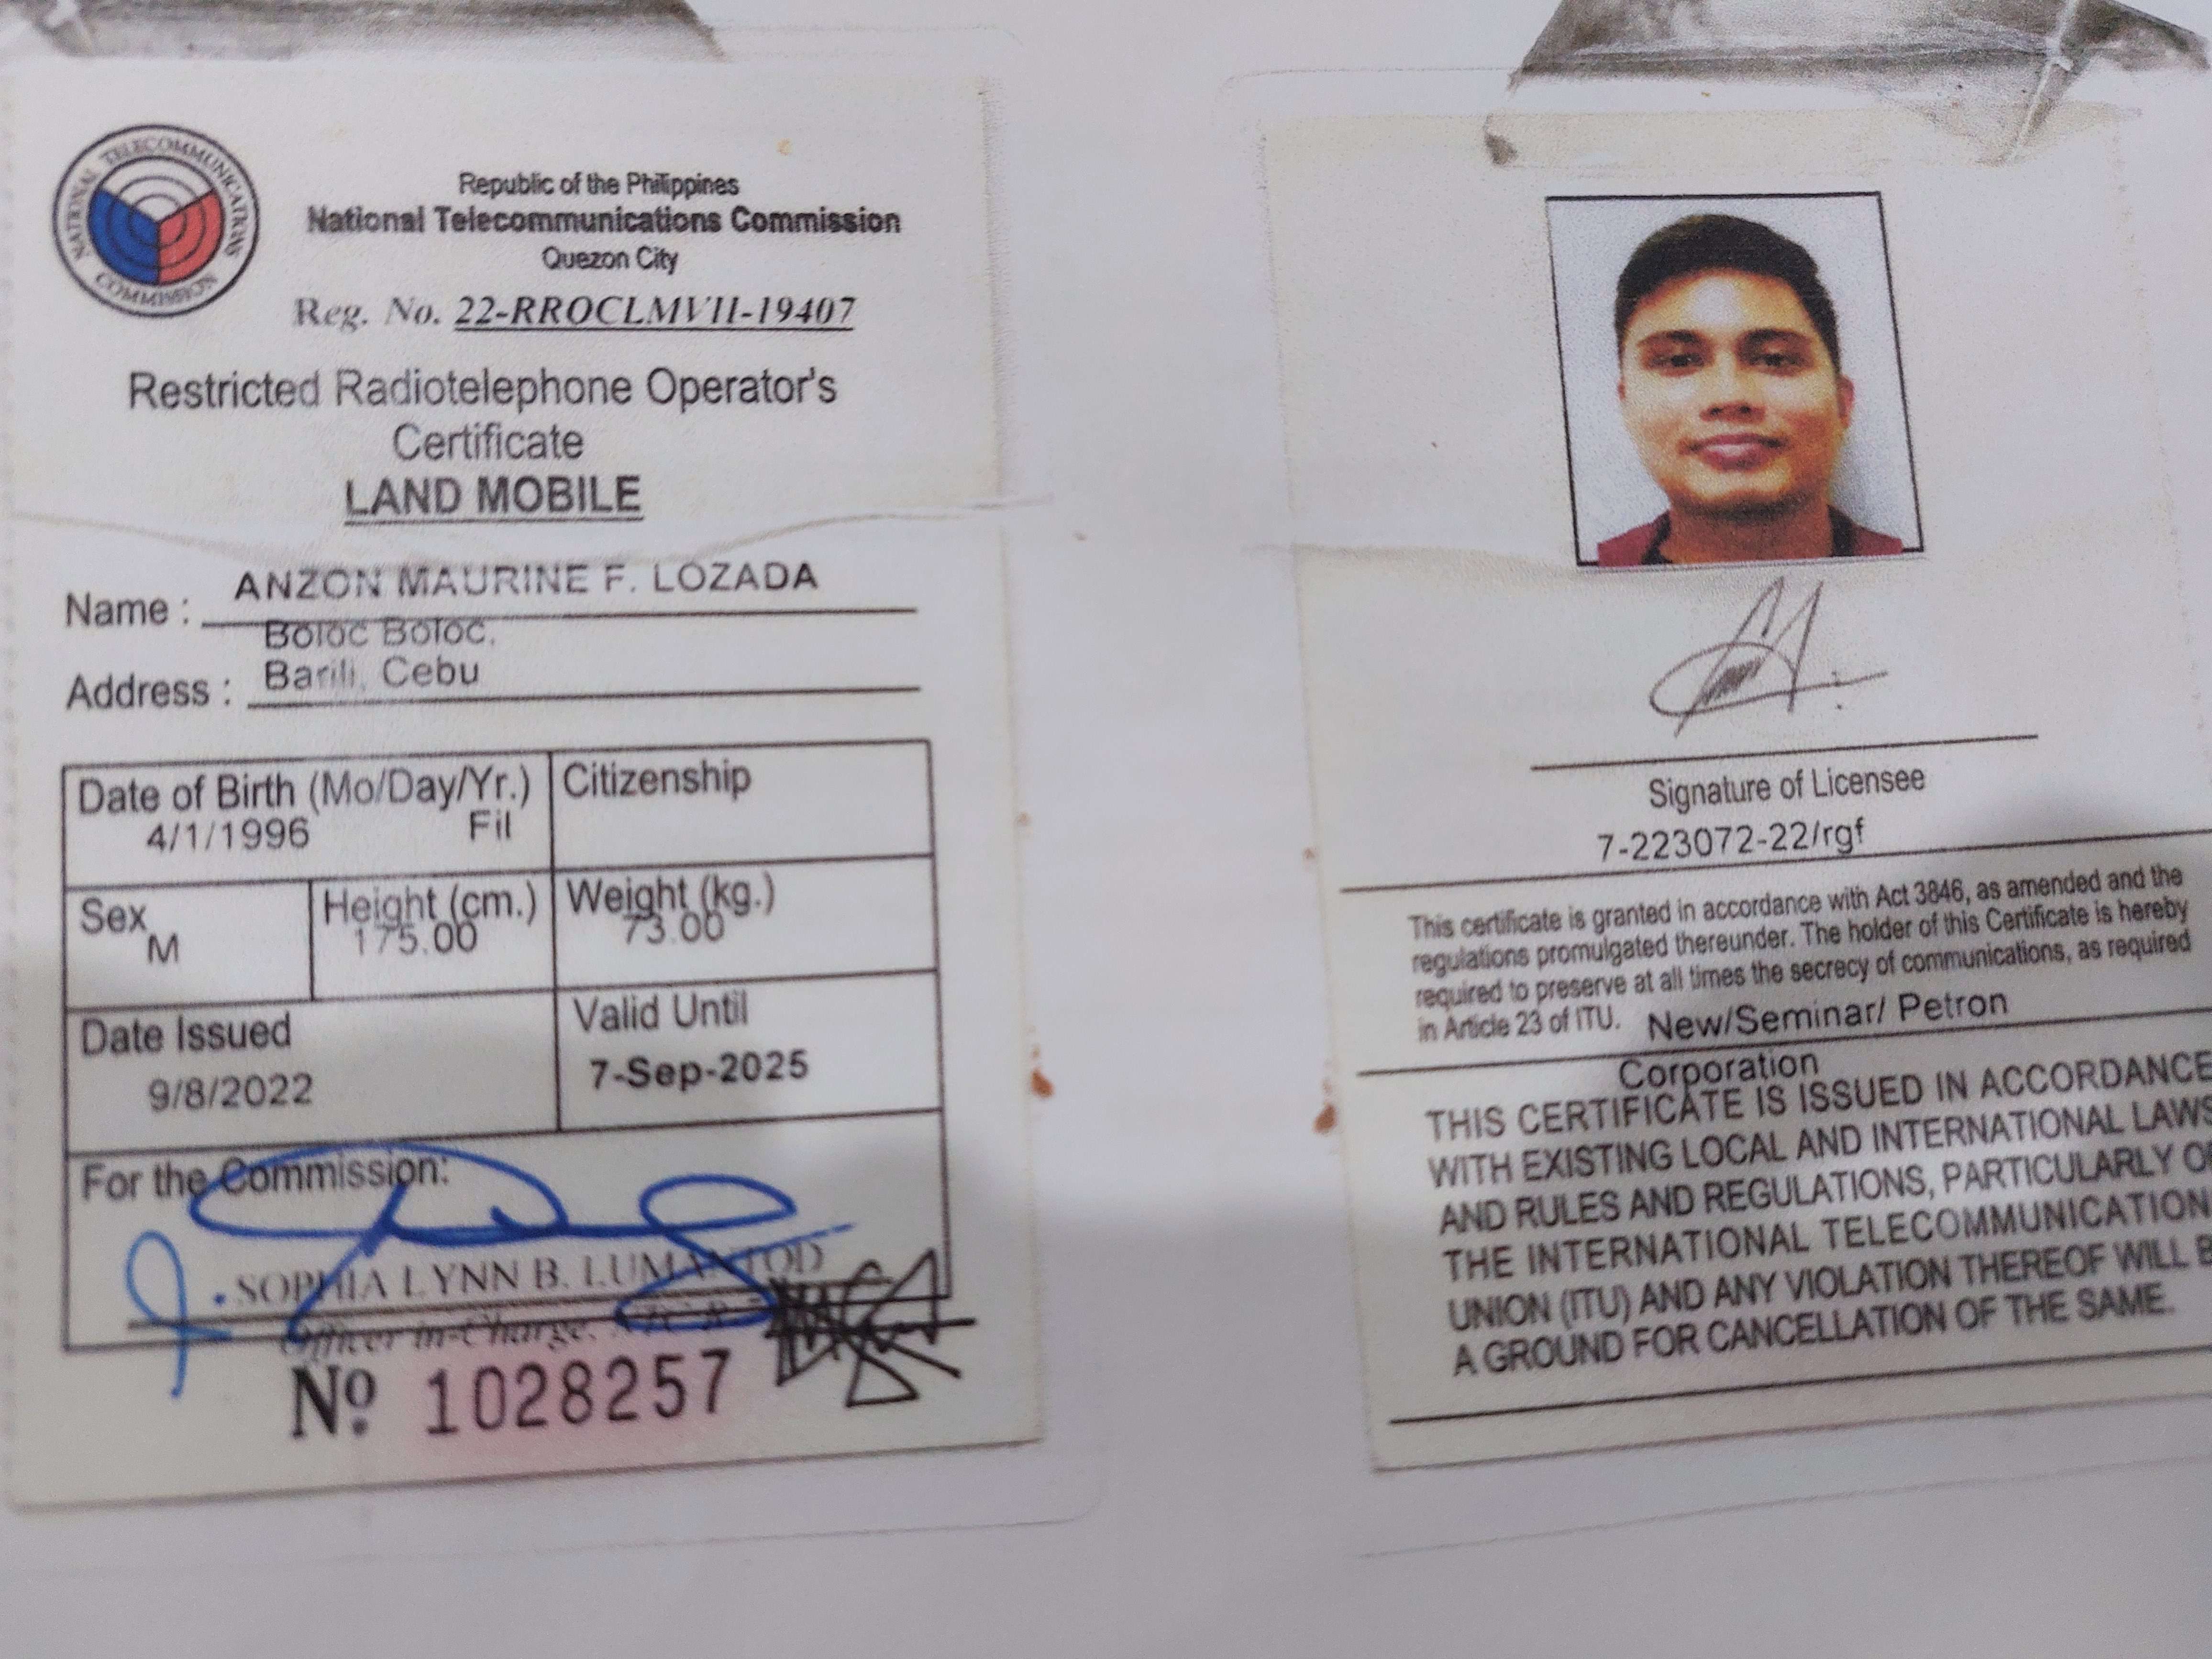 NATIONAL TELECOMMUNICATIONS COMMISSION
Republic of the Philippines
National Telecommunications Commission
Quezon City
Reg. No. 22-RROCLMVII-19407
Restricted Radiotelephone Operator's
Certificate
LAND MOBILE
Name : ANZON MAURINE F. LOZADA
Boloc Boloc,
Address : Barili, Cebu
Date of Birth (Mo/Day/Yr.) Citizenship
4/1/1996 Fil
Sex Height (cm.) Weight (kg.)
M 175.00 73.00
Date Issued Valid Until
9/8/2022 7-Sep-2025
For the Commission:
SOPHIA LYNN B. LUMANTOD
Officer in-Charge,
Nº 1028257
Signature of Licensee
7-223072-22/rgf
This certificate is granted in accordance with Act 3846, as amended and the
regulations promulgated thereunder. The holder of this Certificate is hereby
required to preserve at all times the secrecy of communications, as required
in Article 23 of ITU. New/Seminar/ Petron
Corporation
THIS CERTIFICATE IS ISSUED IN ACCORDANCE
WITH EXISTING LOCAL AND INTERNATIONAL LAWS
AND RULES AND REGULATIONS, PARTICULARLY
THE INTERNATIONAL TELECOMMUNICATION
UNION (ITU) AND ANY VIOLATION THEREOF WILL
A GROUND FOR CANCELLATION OF THE SAME.